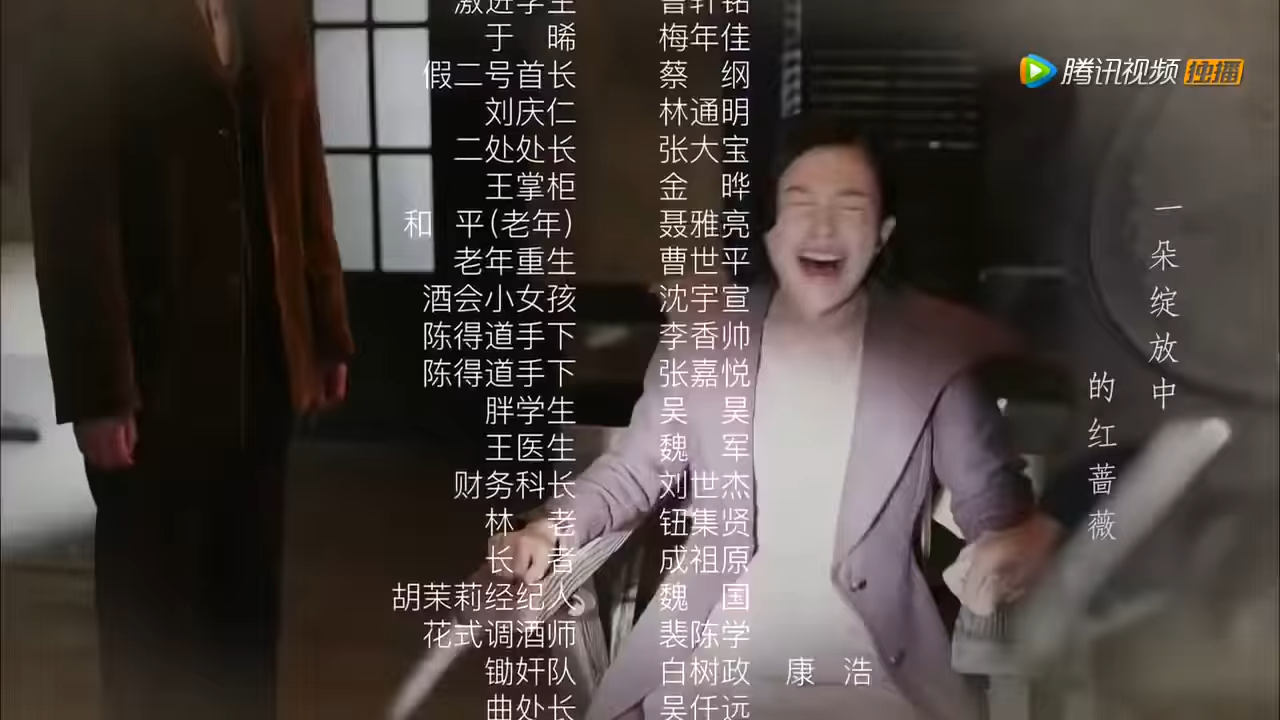 激进学生 曾轩铭
于晞 梅年佳
假二号首长 蔡纲
刘庆仁 林通明
二处处长 张大宝
王掌柜 金晔
和平(老年) 聂雅亮
老年重生 曹世平
酒会小女孩 沈宇宣
陈得道手下 李香帅
陈得道手下 张嘉悦
胖学生 吴昊
王医生 魏军
财务科长 刘世杰
林老 钮集贤
长者 成祖原
胡茉莉经纪人 魏国
花式调酒师 裴陈学
锄奸队 白树政 康浩
曲处长 吴任远
腾讯视频 独播
一朵绽放中
的红蔷薇